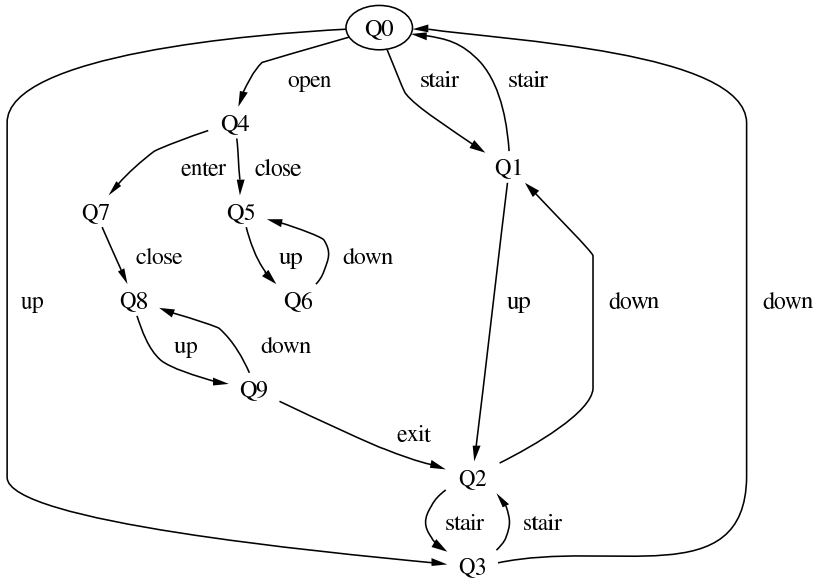 Q0
open
stair
stair
Q4
enter
close
Q1
Q7
Q5
close
up
down
Q8
Q6
up
up
down
down
up
down
Q9
exit
Q2
stair
stair
Q3